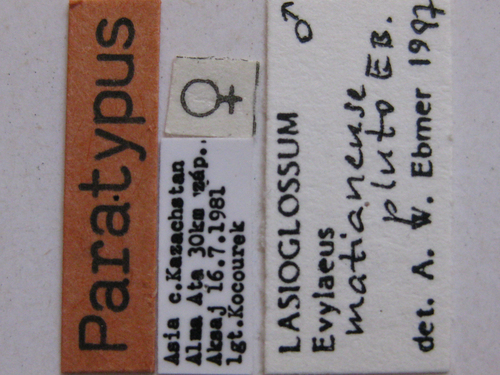 Paratypus
♀
Asia c.Kazachstan
Alma Ata 30km záp..
Aksaj 16.7.1981
lgt.Kocourek
♂
LASIOGLOSSUM
Evylaeus
matianense
pluto EB.
det. A. W. Ebmer 1997